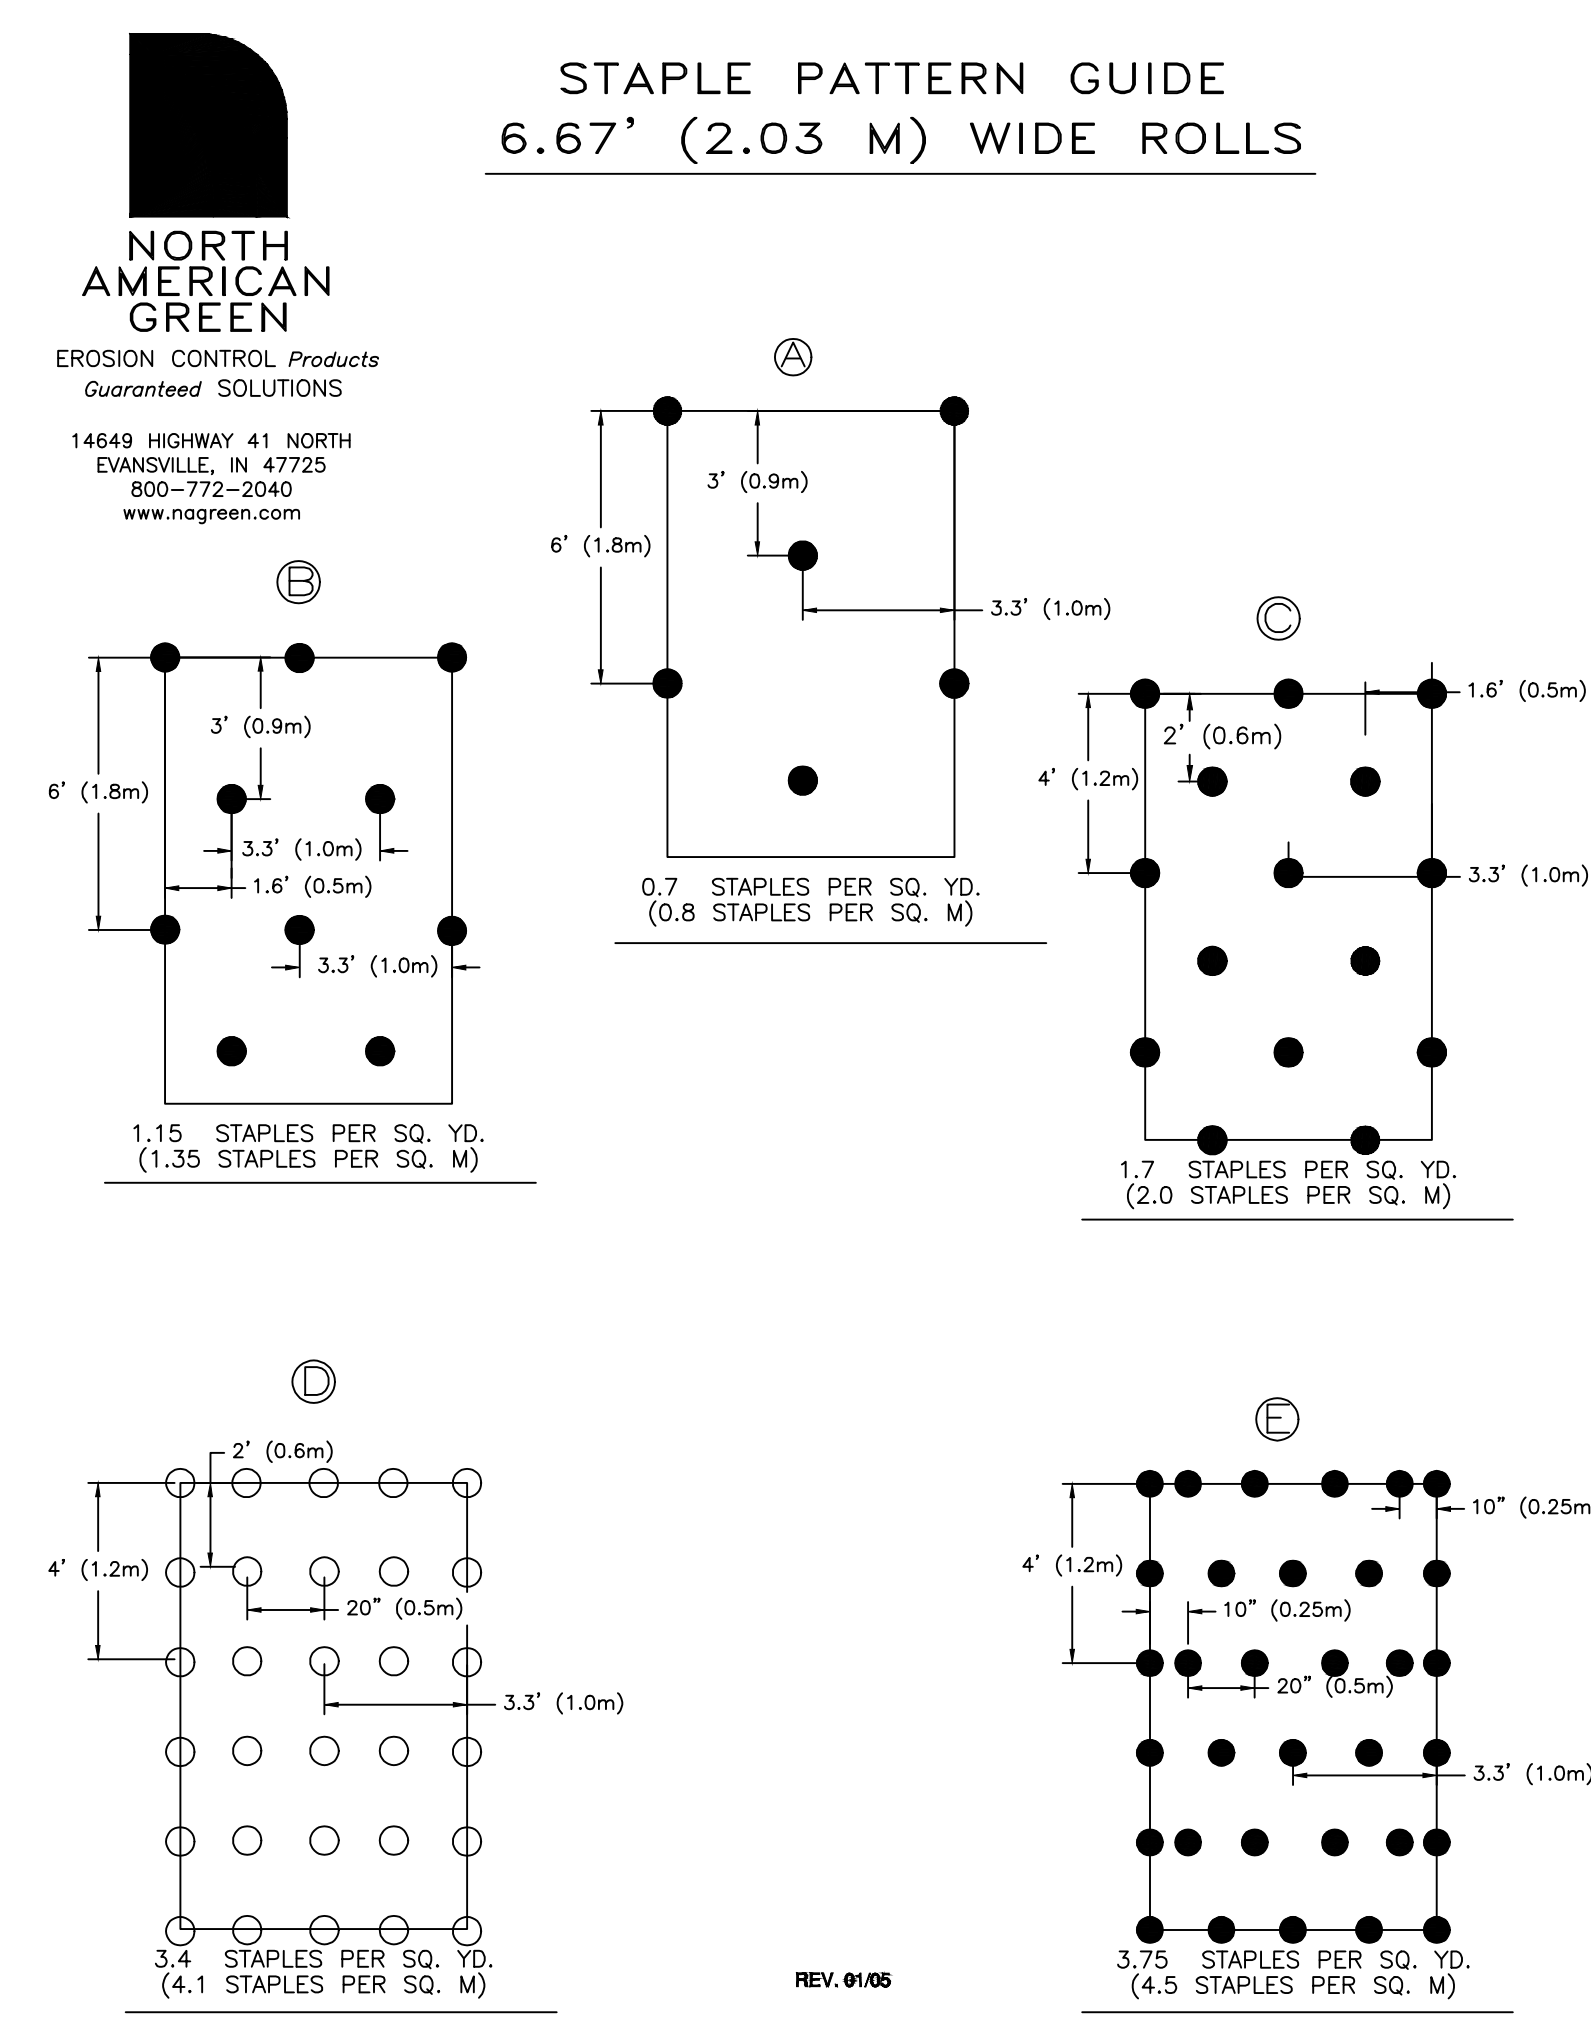 STAPLE PATTERN GUIDE
6.67' (2.03 M) WIDE ROLLS
NORTH
AMERICAN
GREEN
EROSION CONTROL Products
Guaranteed SOLUTIONS
14649 HIGHWAY 41 NORTH
EVANSVILLE, IN 47725
800-772-2040
www.nagreen.com
A
3' (0.9m)
6' (1.8m)
3.3' (1.0m)
0.7 STAPLES PER SQ. YD.
(0.8 STAPLES PER SQ. M)
B
3' (0.9m)
6' (1.8m)
3.3' (1.0m)
1.6' (0.5m)
3.3' (1.0m)
1.15 STAPLES PER SQ. YD.
(1.35 STAPLES PER SQ. M)
C
1.6' (0.5m)
2' (0.6m)
4' (1.2m)
3.3' (1.0m)
1.7 STAPLES PER SQ. YD.
(2.0 STAPLES PER SQ. M)
D
2' (0.6m)
4' (1.2m)
20" (0.5m)
3.3' (1.0m)
3.4 STAPLES PER SQ. YD.
(4.1 STAPLES PER SQ. M)
E
10" (0.25m
4' (1.2m)
10" (0.25m)
20" (0.5m)
3.3' (1.0m)
3.75 STAPLES PER SQ. YD.
(4.5 STAPLES PER SQ. M)
REV. 01/05